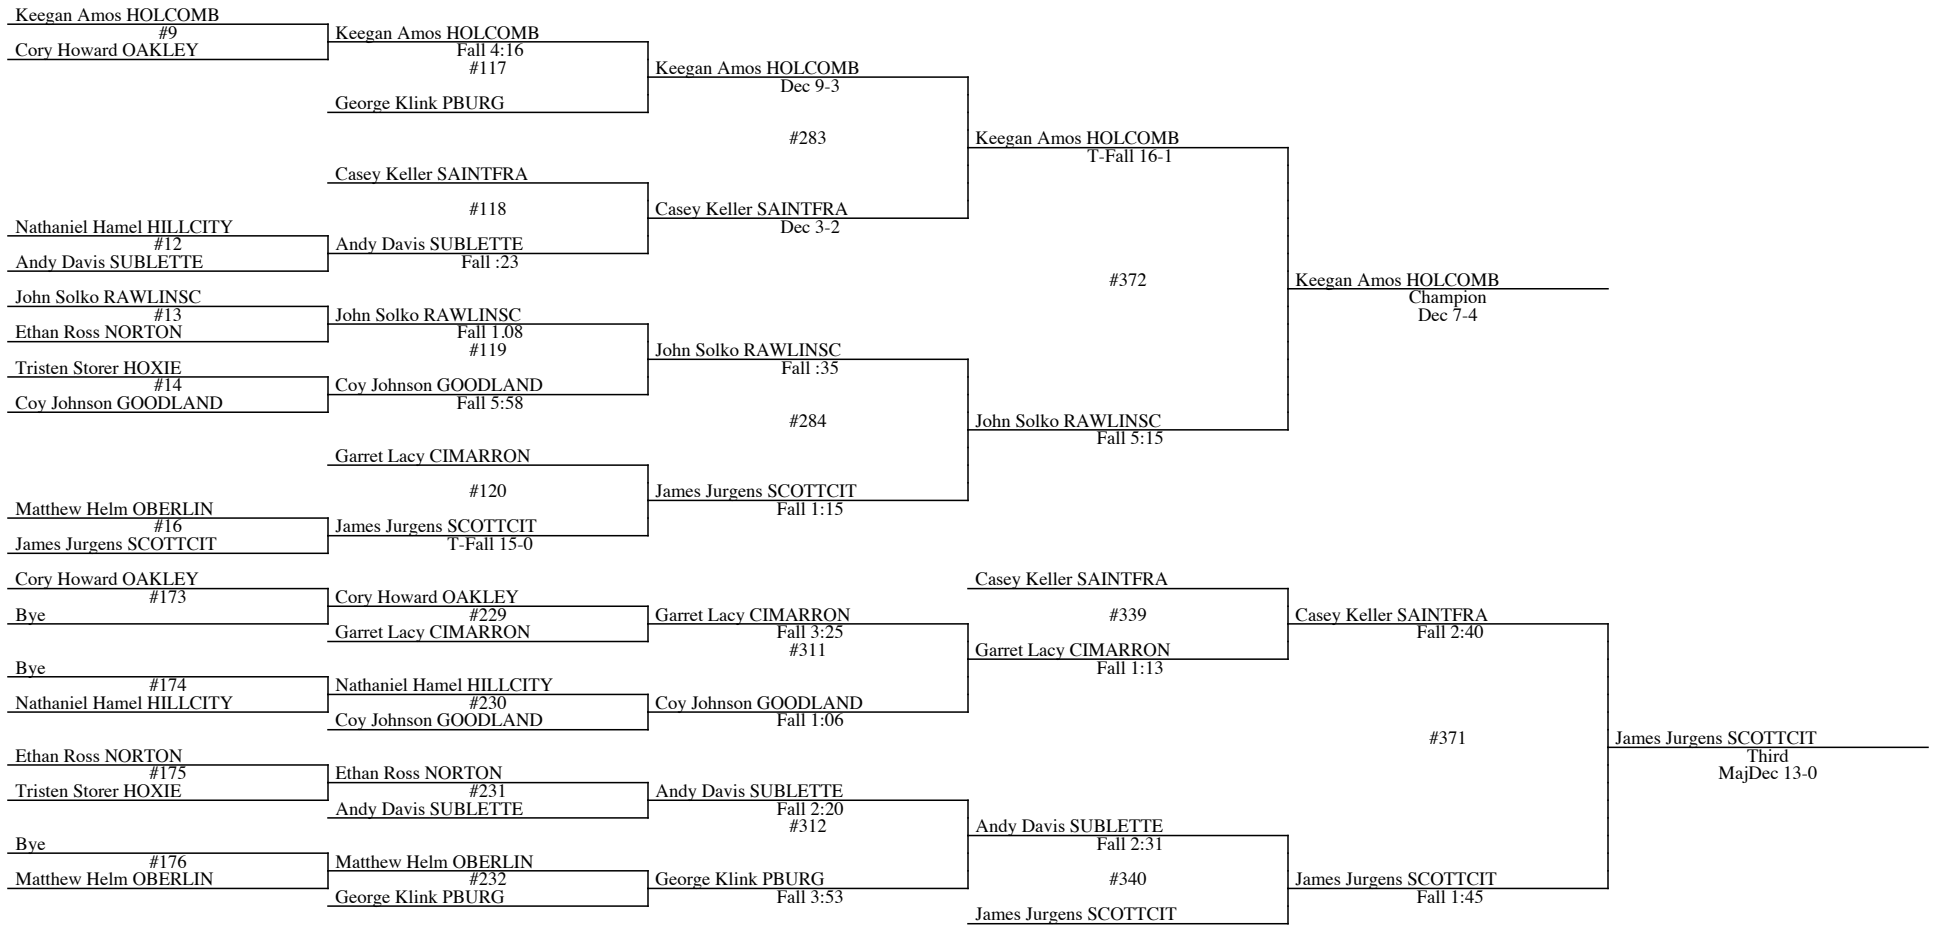 Keegan Amos HOLCOMB
#9
Cory Howard OAKLEY
Keegan Amos HOLCOMB
Fall 4:16
#117
George Klink PBURG
Keegan Amos HOLCOMB
Dec 9-3
#283
Casey Keller SAINTFRA
#118
Nathaniel Hamel HILLCITY
#12
Andy Davis SUBLETTE
Andy Davis SUBLETTE
Fall :23
Casey Keller SAINTFRA
Dec 3-2
Keegan Amos HOLCOMB
T-Fall 16-1
John Solko RAWLINSC
#13
Ethan Ross NORTON
John Solko RAWLINSC
Fall 1.08
#119
Tristen Storer HOXIE
#14
Coy Johnson GOODLAND
Coy Johnson GOODLAND
Fall 5:58
John Solko RAWLINSC
Fall :35
#284
Garret Lacy CIMARRON
#120
Matthew Helm OBERLIN
#16
James Jurgens SCOTTCIT
James Jurgens SCOTTCIT
T-Fall 15-0
James Jurgens SCOTTCIT
Fall 1:15
John Solko RAWLINSC
Fall 5:15
#372
Keegan Amos HOLCOMB
Champion
Dec 7-4
Cory Howard OAKLEY
#173
Bye
Cory Howard OAKLEY
#229
Garret Lacy CIMARRON
Garret Lacy CIMARRON
Fall 3:25
#311
Bye
#174
Nathaniel Hamel HILLCITY
Nathaniel Hamel HILLCITY
#230
Coy Johnson GOODLAND
Coy Johnson GOODLAND
Fall 1:06
Casey Keller SAINTFRA
#339
Garret Lacy CIMARRON
Fall 1:13
Casey Keller SAINTFRA
Fall 2:40
#371
Ethan Ross NORTON
#175
Tristen Storer HOXIE
Ethan Ross NORTON
#231
Andy Davis SUBLETTE
Andy Davis SUBLETTE
Fall 2:20
#312
Bye
#176
Matthew Helm OBERLIN
Matthew Helm OBERLIN
#232
George Klink PBURG
George Klink PBURG
Fall 3:53
Andy Davis SUBLETTE
Fall 2:31
#340
James Jurgens SCOTTCIT
James Jurgens SCOTTCIT
Fall 1:45
James Jurgens SCOTTCIT
Third
MajDec 13-0